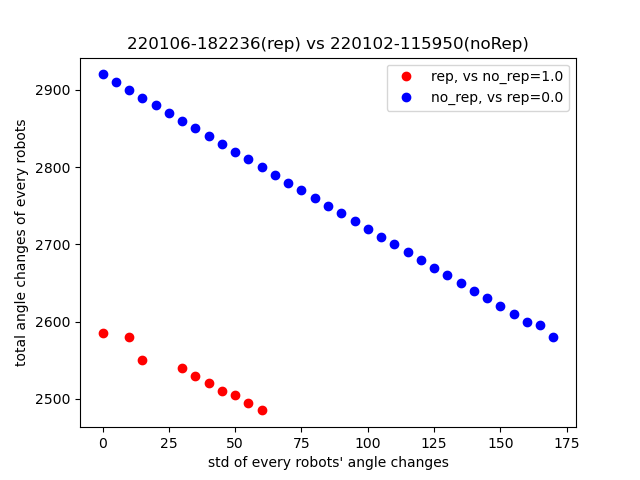 220106-182236(rep) vs 220102-115950(noRep)
rep, vs no_rep=1.0
no_rep, vs rep=0.0
total angle changes of every robots
2900
2800
2700
2600
2500
0 25 50 75 100 125 150 175
std of every robots' angle changes